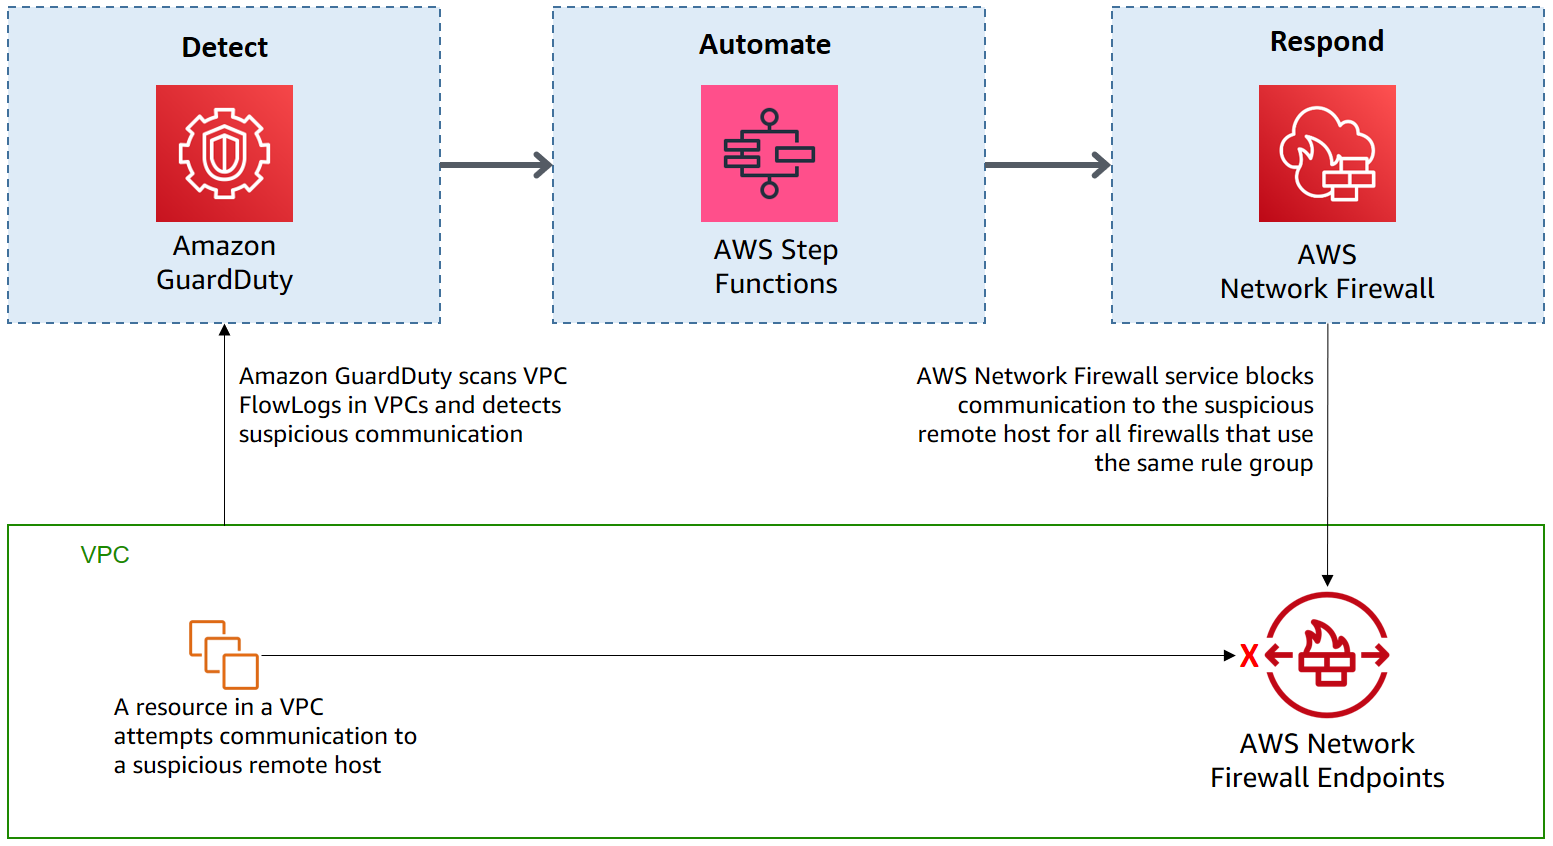 Detect
Amazon
GuardDuty
Automate
AWS Step
Functions
Respond
AWS
Network Firewall
Amazon GuardDuty scans VPC
FlowLogs in VPCs and detects
suspicious communication
AWS Network Firewall service blocks
communication to the suspicious
remote host for all firewalls that use
the same rule group
VPC
A resource in a VPC
attempts communication to
a suspicious remote host
X
AWS Network
Firewall Endpoints